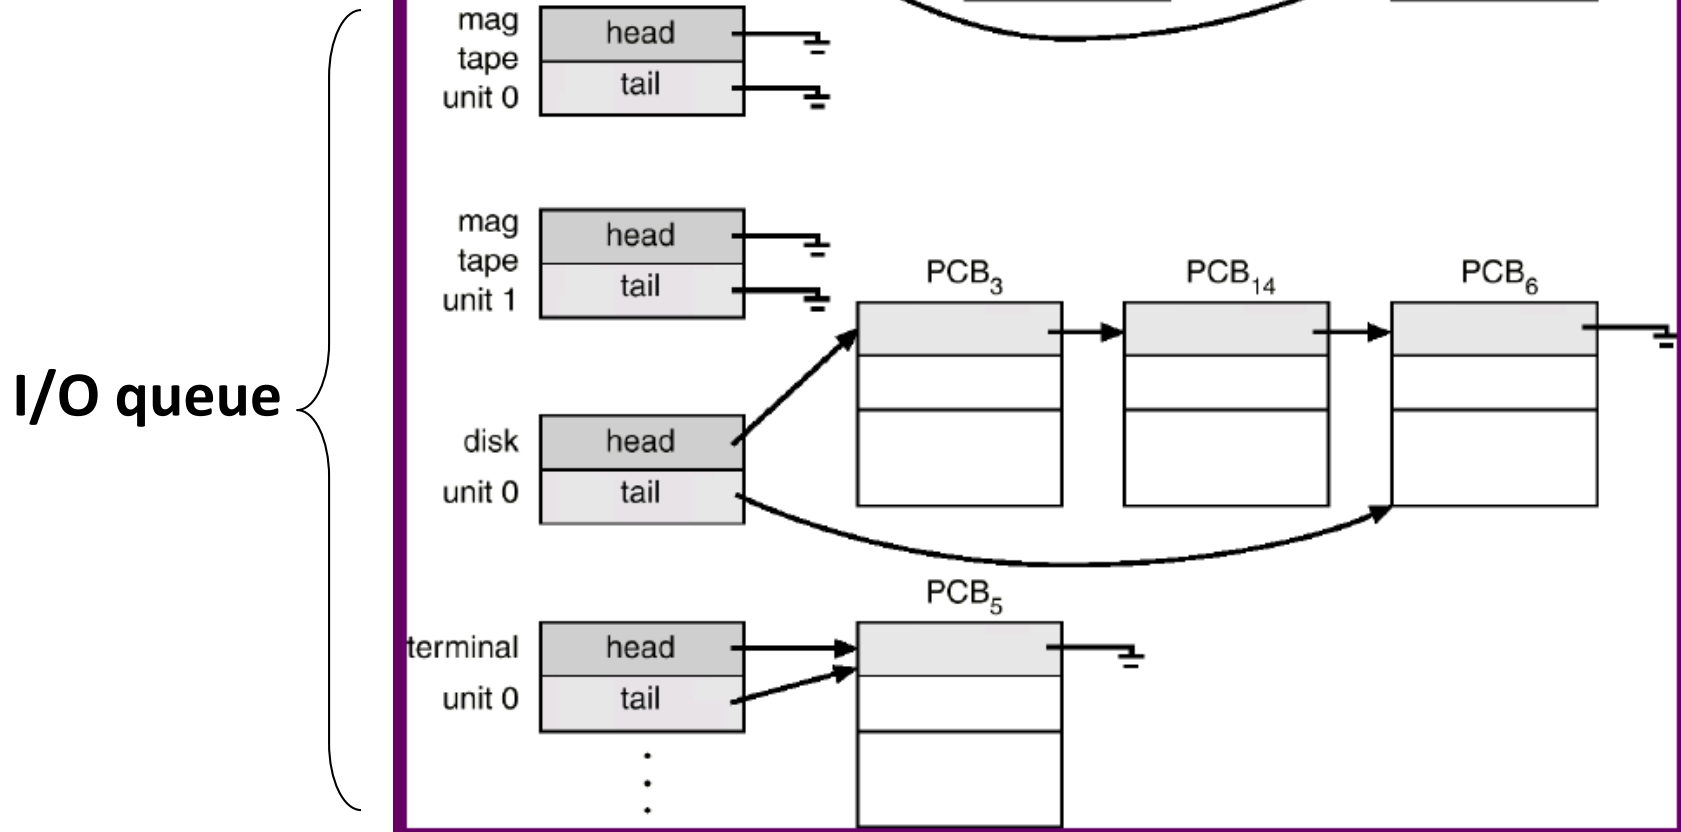 mag
tape
unit 0
head
tail
mag
tape
unit 1
head
tail
PCB₃
PCB₁₄
PCB₆
I/O queue
disk
unit 0
head
tail
PCB₅
terminal
unit 0
head
tail